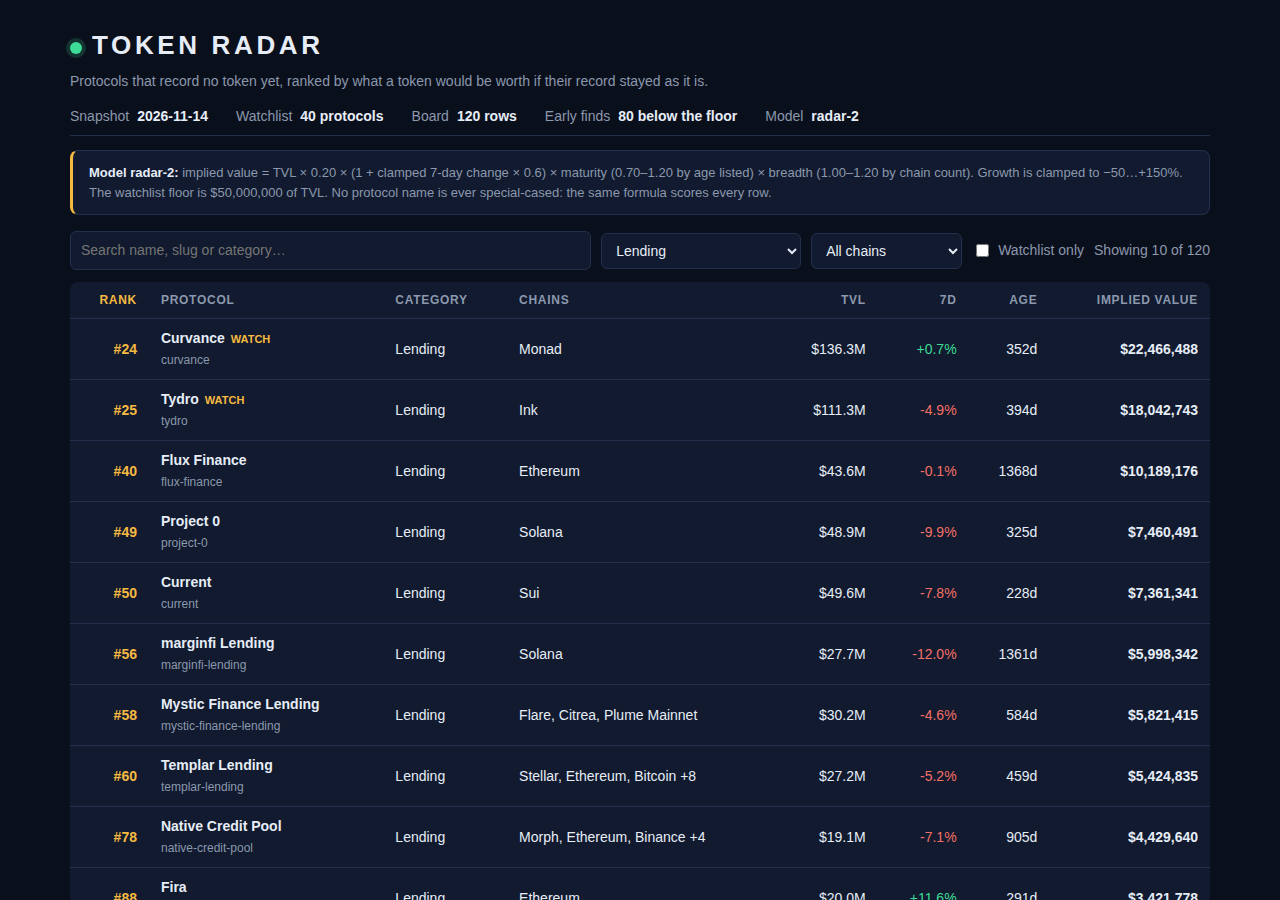 TOKEN RADAR
Protocols that record no token yet, ranked by what a token would be worth if their record stayed as it is.
Snapshot 2026-11-14 Watchlist 40 protocols Board 120 rows Early finds 80 below the floor Model radar-2
Model radar-2: implied value = TVL × 0.20 × (1 + clamped 7-day change × 0.6) × maturity (0.70–1.20 by age listed) × breadth (1.00–1.20 by chain count). Growth is clamped to −50…+150%.
The watchlist floor is $50,000,000 of TVL. No protocol name is ever special-cased: the same formula scores every row.
Search name, slug or category… Lending All chains Watchlist only Showing 10 of 120
RANK PROTOCOL CATEGORY CHAINS TVL 7D AGE IMPLIED VALUE
#24 Curvance WATCH Lending Monad $136.3M +0.7% 352d $22,466,488
curvance
#25 Tydro WATCH Lending Ink $111.3M -4.9% 394d $18,042,743
tydro
#40 Flux Finance Lending Ethereum $43.6M -0.1% 1368d $10,189,176
flux-finance
#49 Project 0 Lending Solana $48.9M -9.9% 325d $7,460,491
project-0
#50 Current Lending Sui $49.6M -7.8% 228d $7,361,341
current
#56 marginfi Lending Lending Solana $27.7M -12.0% 1361d $5,998,342
marginfi-lending
#58 Mystic Finance Lending Lending Flare, Citrea, Plume Mainnet $30.2M -4.6% 584d $5,821,415
mystic-finance-lending
#60 Templar Lending Lending Stellar, Ethereum, Bitcoin +8 $27.2M -5.2% 459d $5,424,835
templar-lending
#78 Native Credit Pool Lending Morph, Ethereum, Binance +4 $19.1M -7.1% 905d $4,429,640
native-credit-pool
#88 Fira Lending Ethereum $20.0M +11.6% 291d $3,421,778